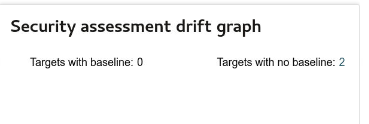 Security assessment drift graph
Targets with baseline: 0 Targets with no baseline: 2